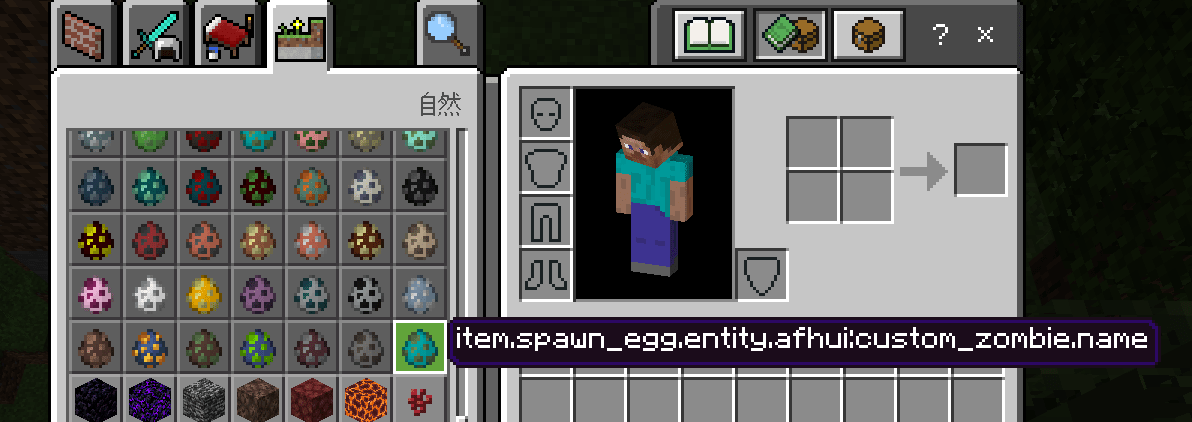 ? ×
自然
item.spawn_egg.entity.afhui:custom_zombie.name